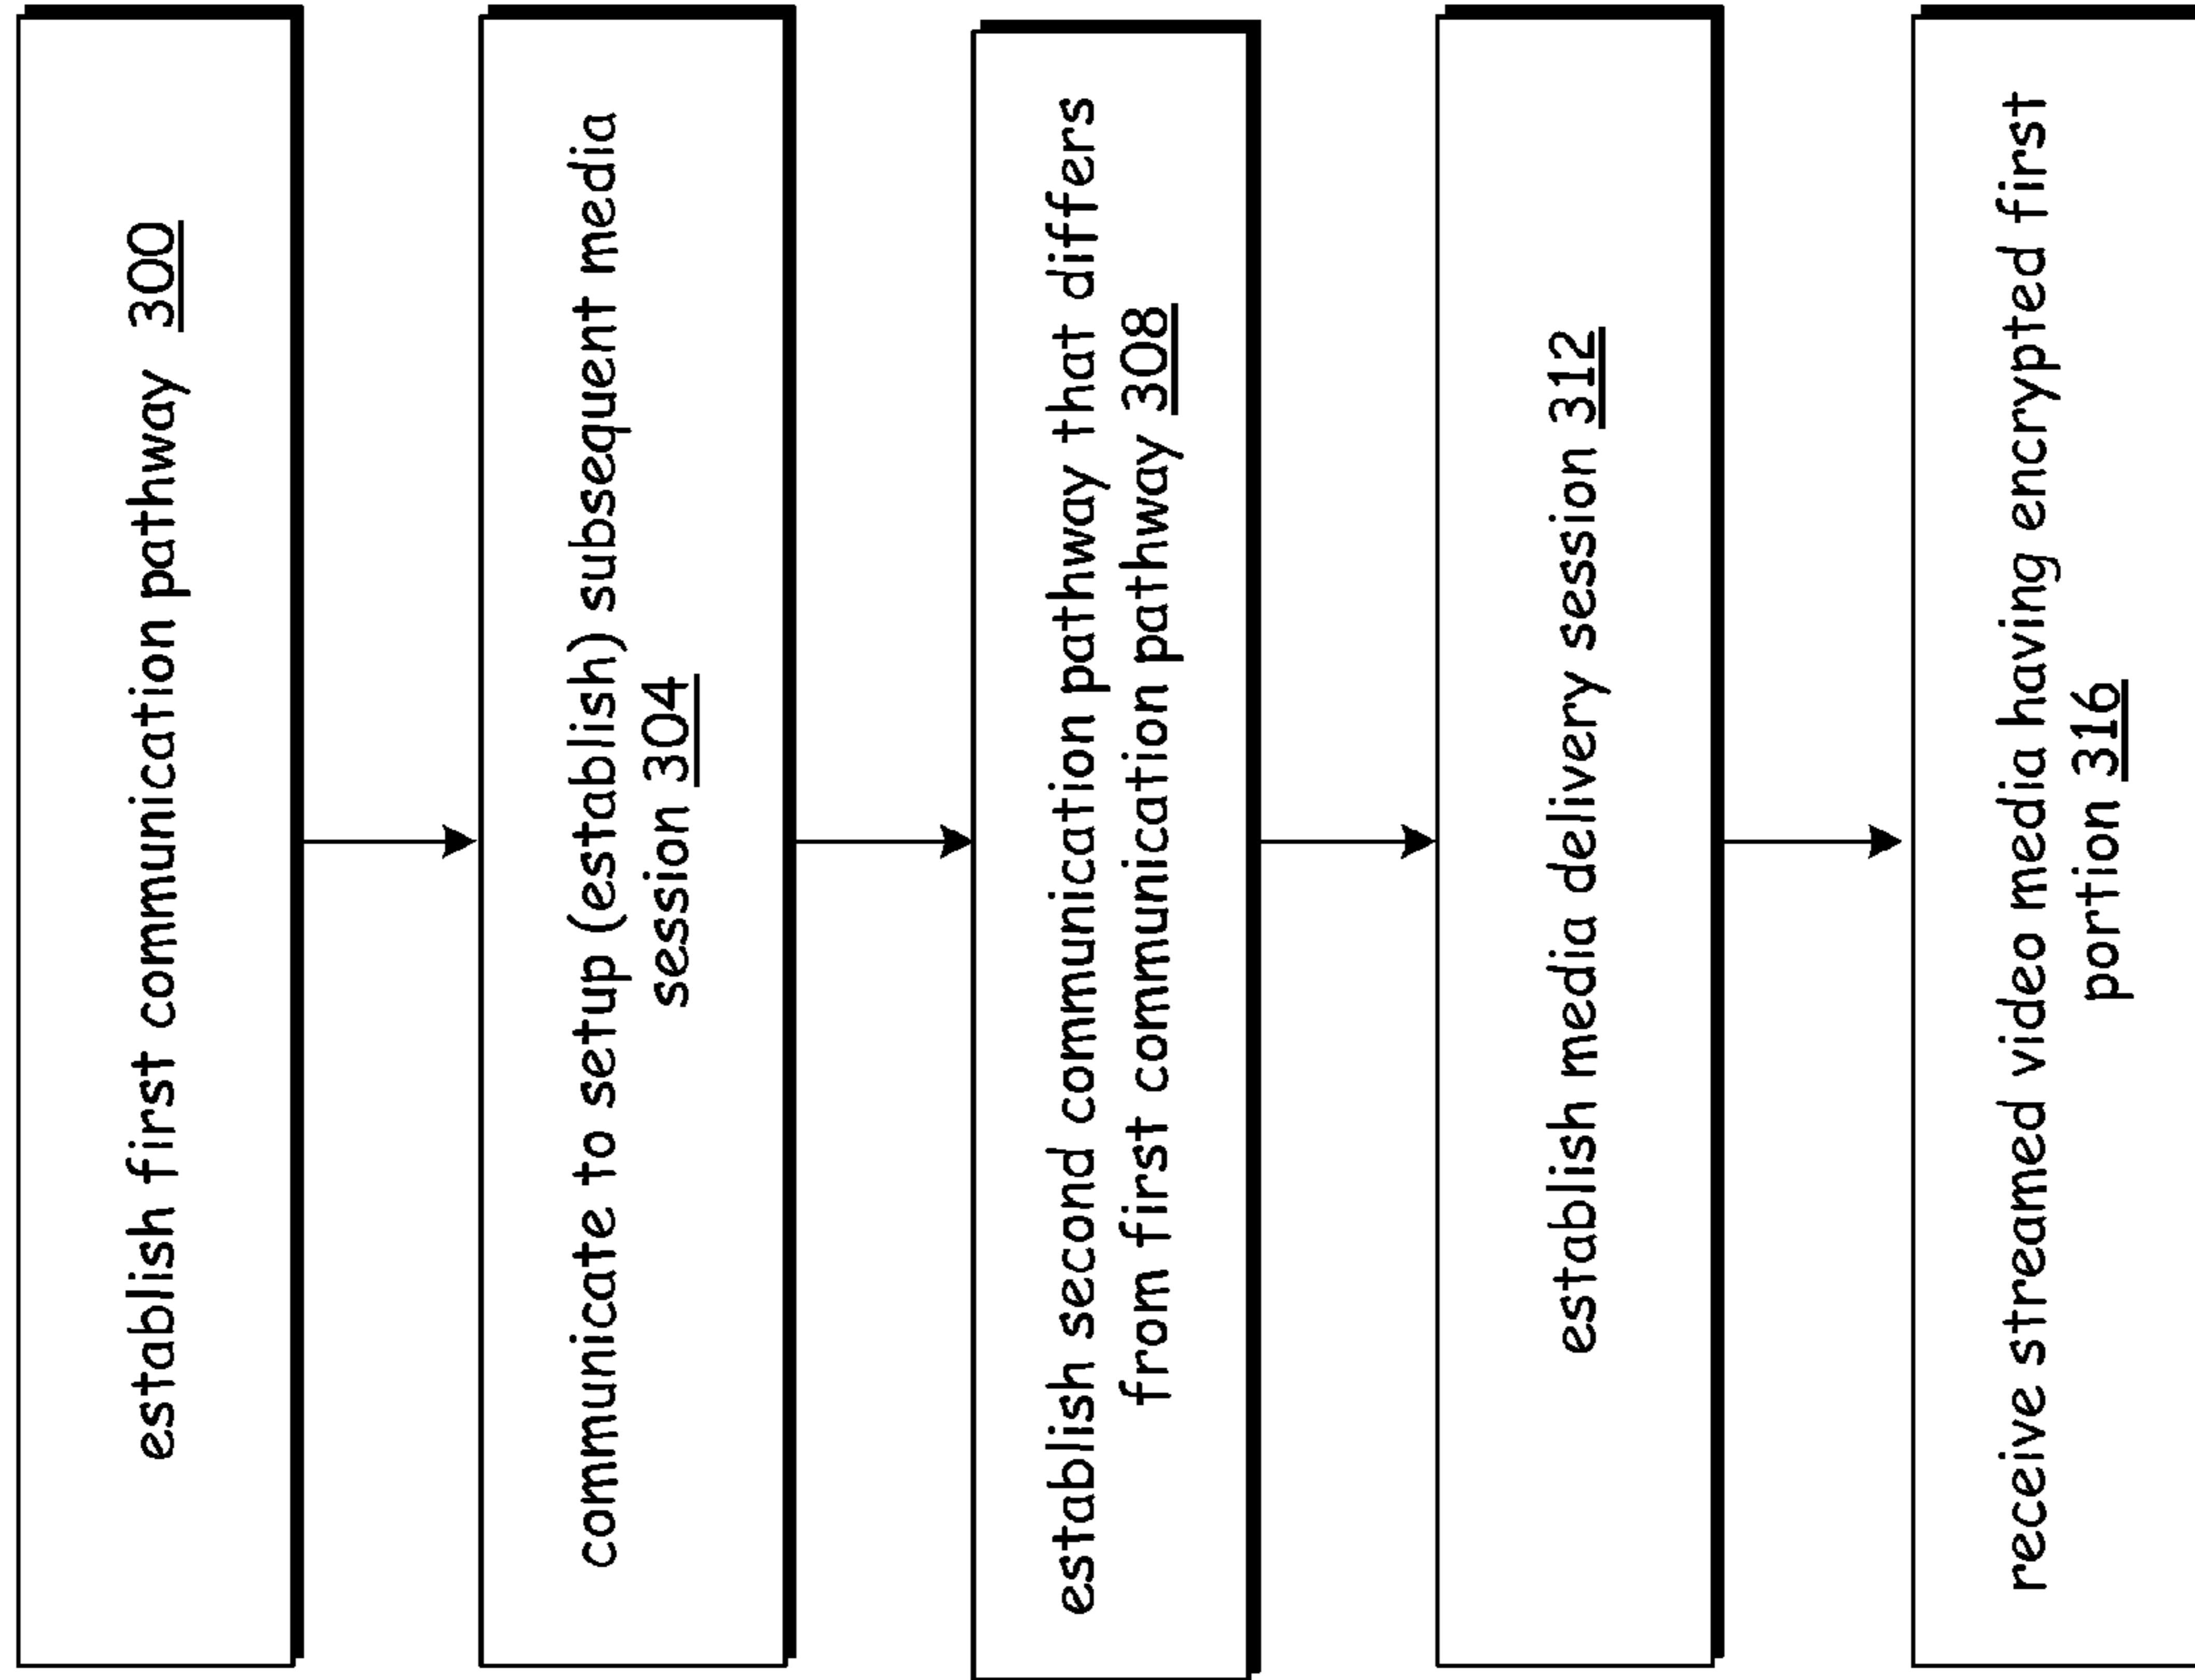 establish first communication pathway 300
communicate to setup (establish) subsequent media
session 304
establish second communication pathway that differs
from first communication pathway 308
establish media delivery session 312
receive streamed video media having encrypted first
portion 316